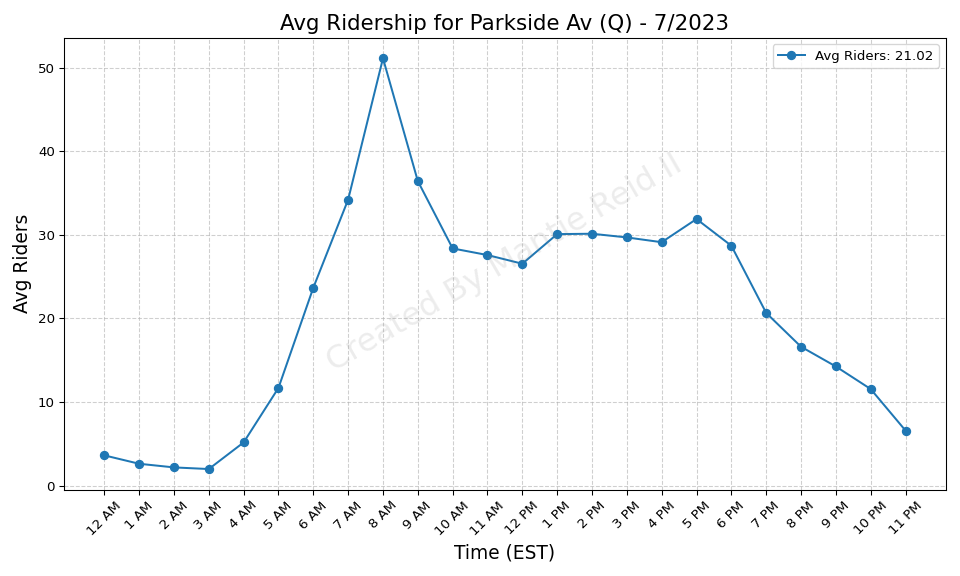 Avg Ridership for Parkside Av (Q) - 7/2023
Avg Riders: 21.02
Avg Riders
50
40
30
20
10
0
Created By Mantie Reid II
12 AM
1 AM
2 AM
3 AM
4 AM
5 AM
6 AM
7 AM
8 AM
9 AM
10 AM
11 AM
12 PM
1 PM
2 PM
3 PM
4 PM
5 PM
6 PM
7 PM
8 PM
9 PM
10 PM
11 PM
Time (EST)